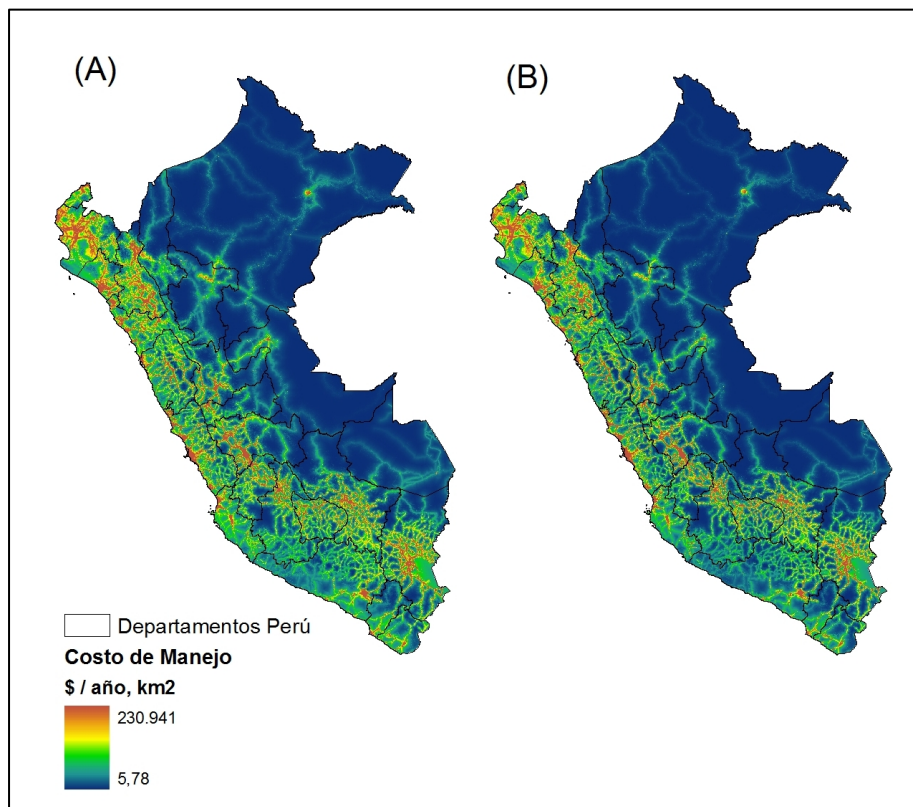 (A)
(B)
Departamentos Perú
Costo de Manejo
$ / año, km2
230.941
5,78